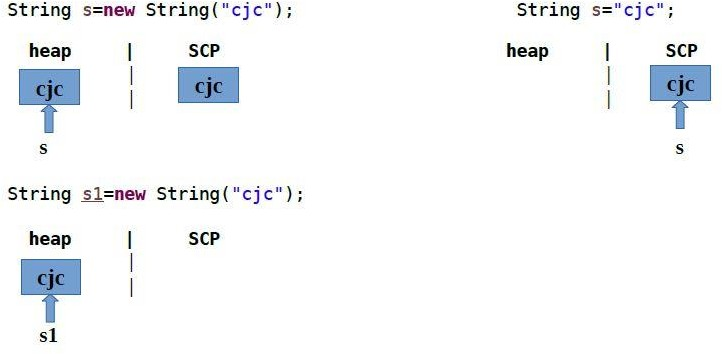 String s=new String("cjc");
heap | SCP
cjc | cjc
|
s
String s="cjc";
heap | SCP
| cjc
|
s
String s1=new String("cjc");
heap | SCP
cjc |
|
s1